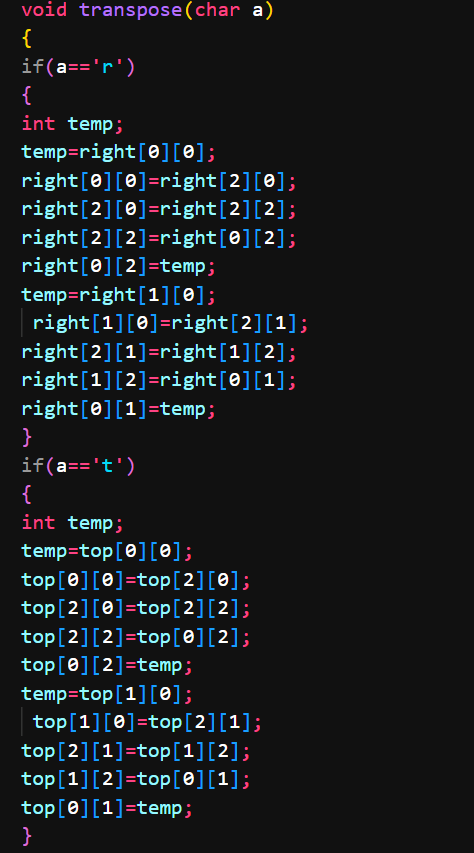 void transpose(char a)
{
if(a=='r')
{
int temp;
temp=right[0][0];
right[0][0]=right[2][0];
right[2][0]=right[2][2];
right[2][2]=right[0][2];
right[0][2]=temp;
temp=right[1][0];
right[1][0]=right[2][1];
right[2][1]=right[1][2];
right[1][2]=right[0][1];
right[0][1]=temp;
}
if(a=='t')
{
int temp;
temp=top[0][0];
top[0][0]=top[2][0];
top[2][0]=top[2][2];
top[2][2]=top[0][2];
top[0][2]=temp;
temp=top[1][0];
top[1][0]=top[2][1];
top[2][1]=top[1][2];
top[1][2]=top[0][1];
top[0][1]=temp;
}